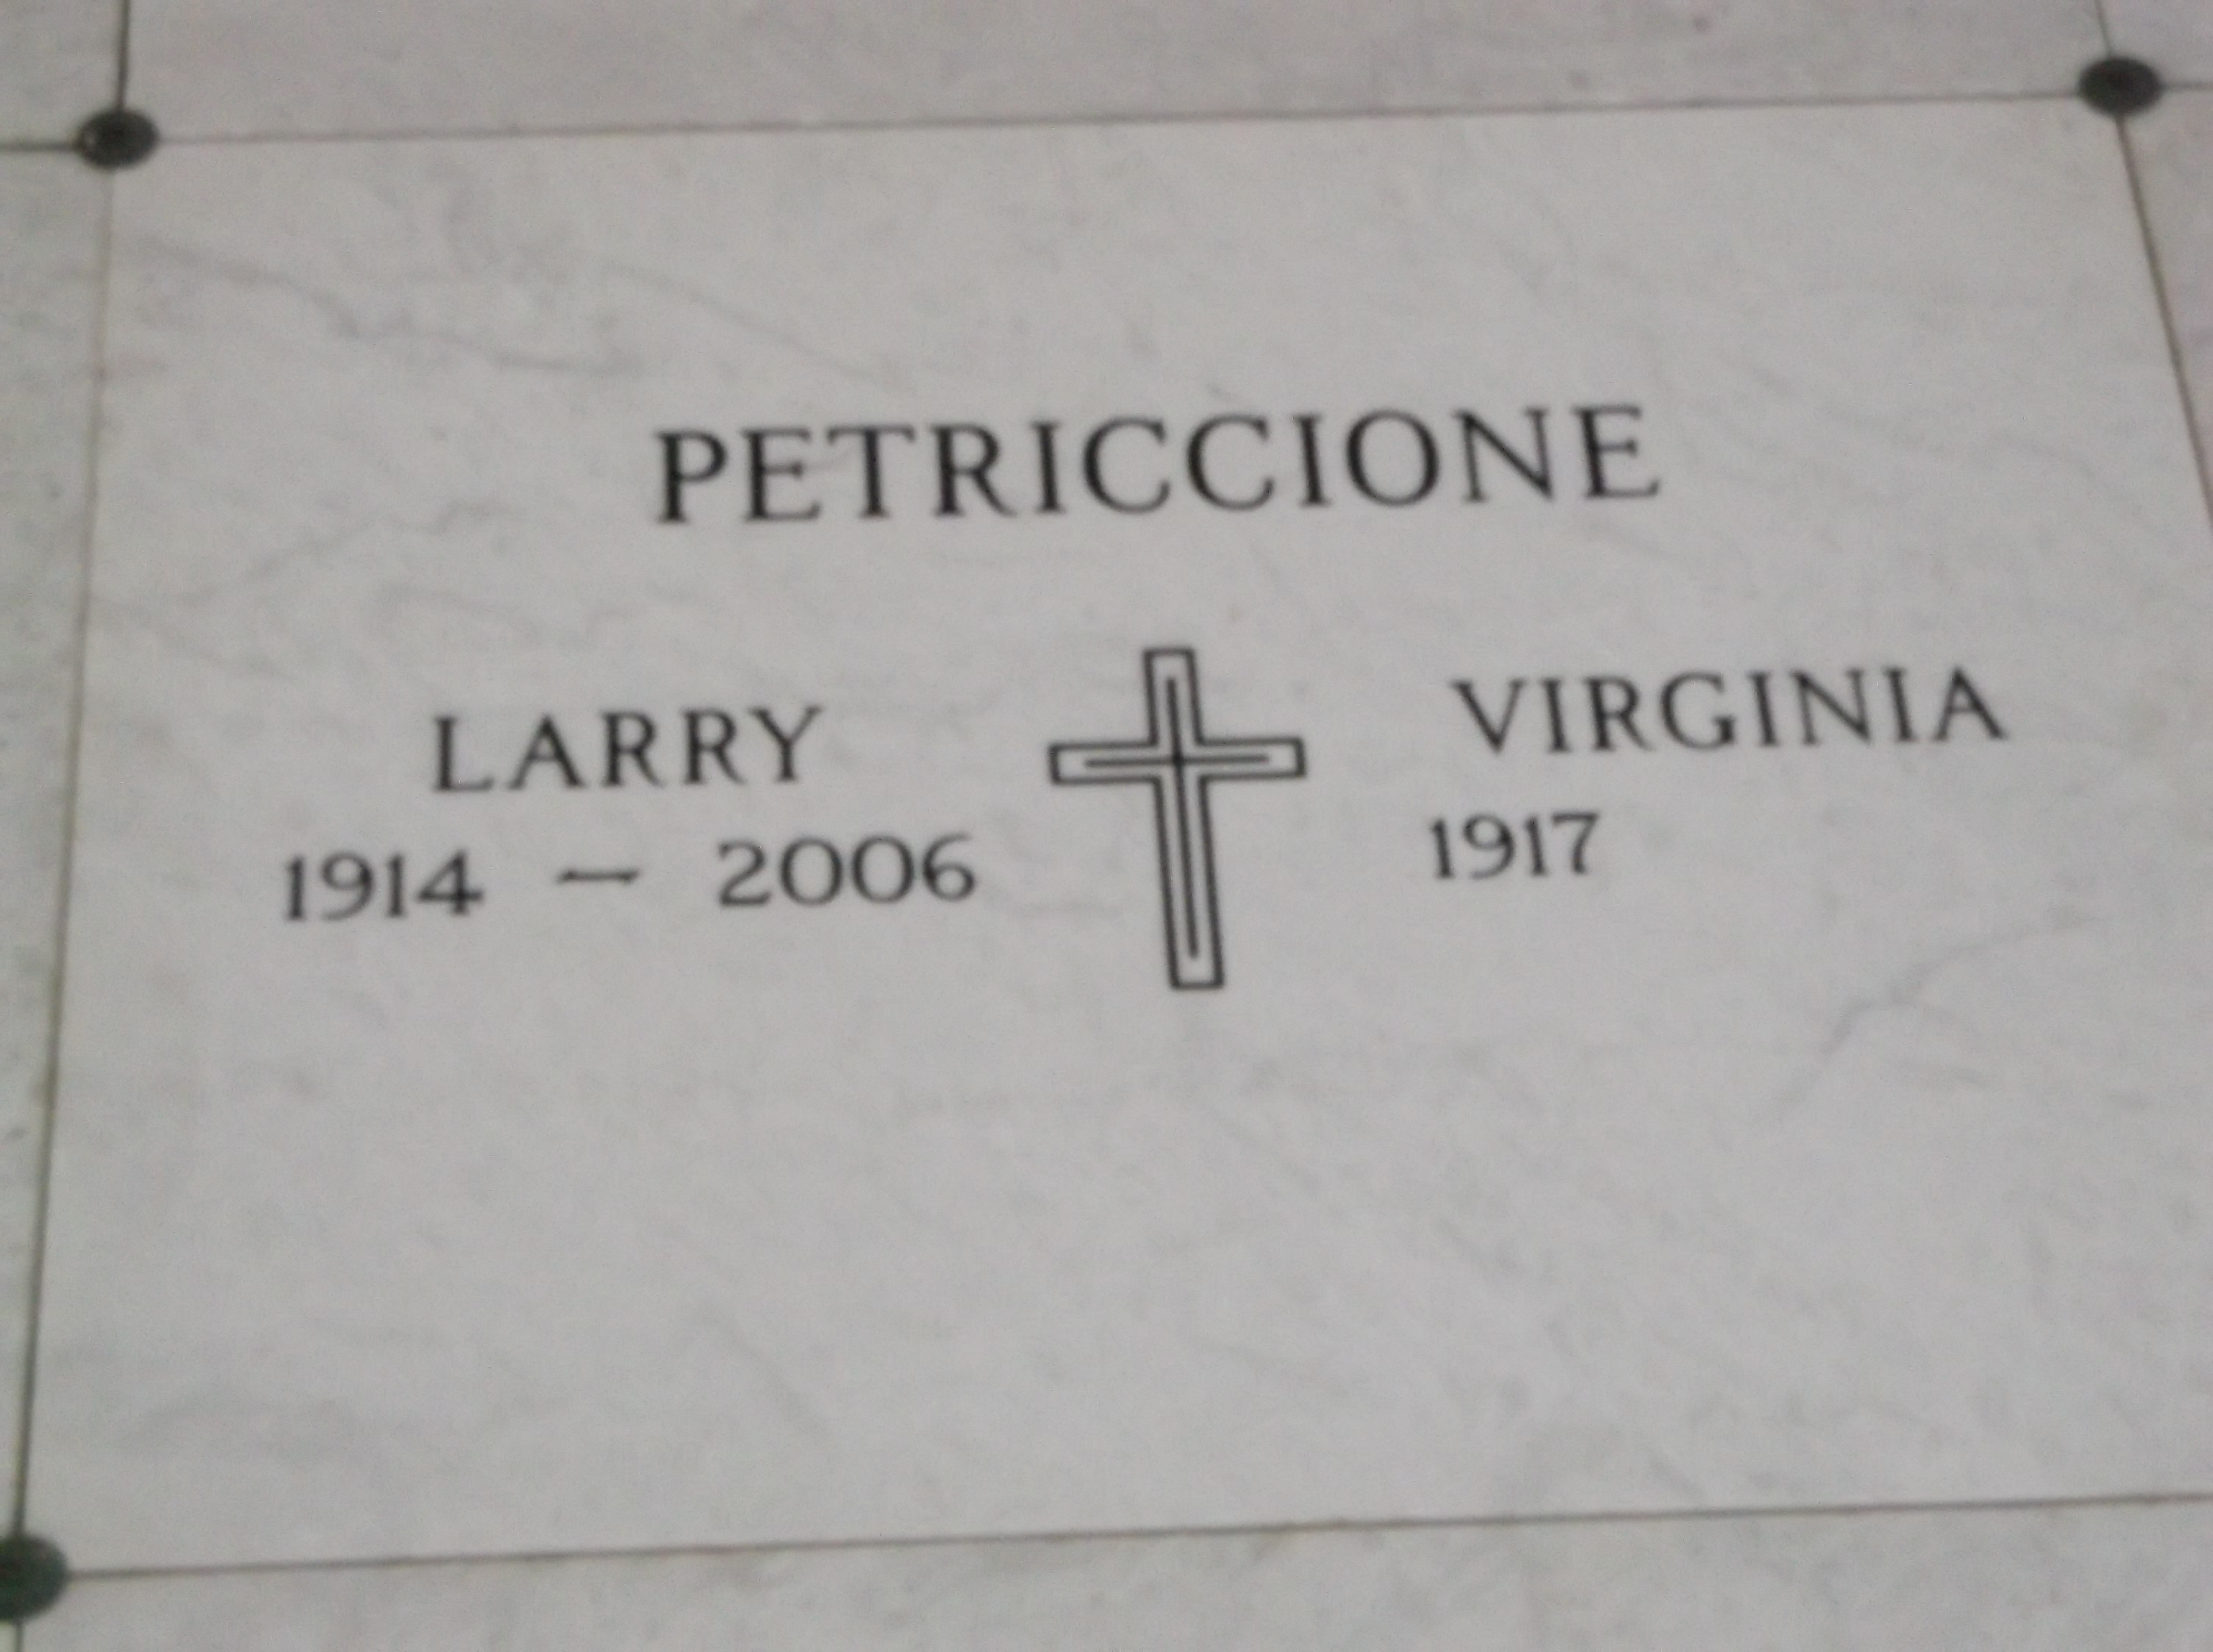 PETRICCIONE
LARRY VIRGINIA
1914 — 2006 1917